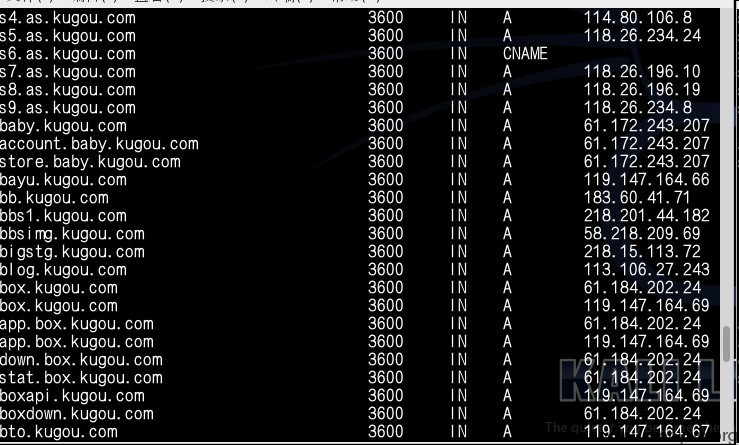 s4.as.kugou.com 3600 IN A 114.80.106.8
s5.as.kugou.com 3600 IN A 118.26.234.24
s6.as.kugou.com 3600 IN CNAME
s7.as.kugou.com 3600 IN A 118.26.196.10
s8.as.kugou.com 3600 IN A 118.26.196.19
s9.as.kugou.com 3600 IN A 118.26.234.8
baby.kugou.com 3600 IN A 61.172.243.207
account.baby.kugou.com 3600 IN A 61.172.243.207
store.baby.kugou.com 3600 IN A 61.172.243.207
bayu.kugou.com 3600 IN A 119.147.164.66
bb.kugou.com 3600 IN A 183.60.41.71
bbs1.kugou.com 3600 IN A 218.201.44.182
bbsimg.kugou.com 3600 IN A 58.218.209.69
bigstg.kugou.com 3600 IN A 218.15.113.72
blog.kugou.com 3600 IN A 113.106.27.243
box.kugou.com 3600 IN A 61.184.202.24
box.kugou.com 3600 IN A 119.147.164.69
app.box.kugou.com 3600 IN A 61.184.202.24
app.box.kugou.com 3600 IN A 119.147.164.69
down.box.kugou.com 3600 IN A 61.184.202.24
stat.box.kugou.com 3600 IN A 61.184.202.24
boxapi.kugou.com 3600 IN A 119.147.164.69
boxdown.kugou.com 3600 IN A 61.184.202.24
bto.kugou.com 3600 IN A 119.147.164.67
KALI L
The qu
org